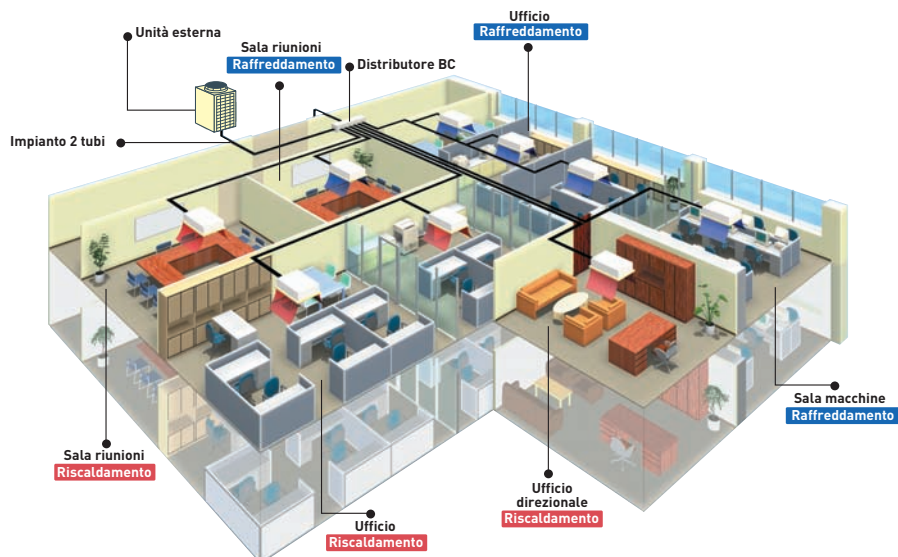 Unità esterna
Ufficio
Raffreddamento
Sala riunioni
Raffreddamento
Distributore BC
Impianto 2 tubi
Sala macchine
Raffreddamento
Sala riunioni
Riscaldamento
Ufficio
direzionale
Riscaldamento
Ufficio
Riscaldamento